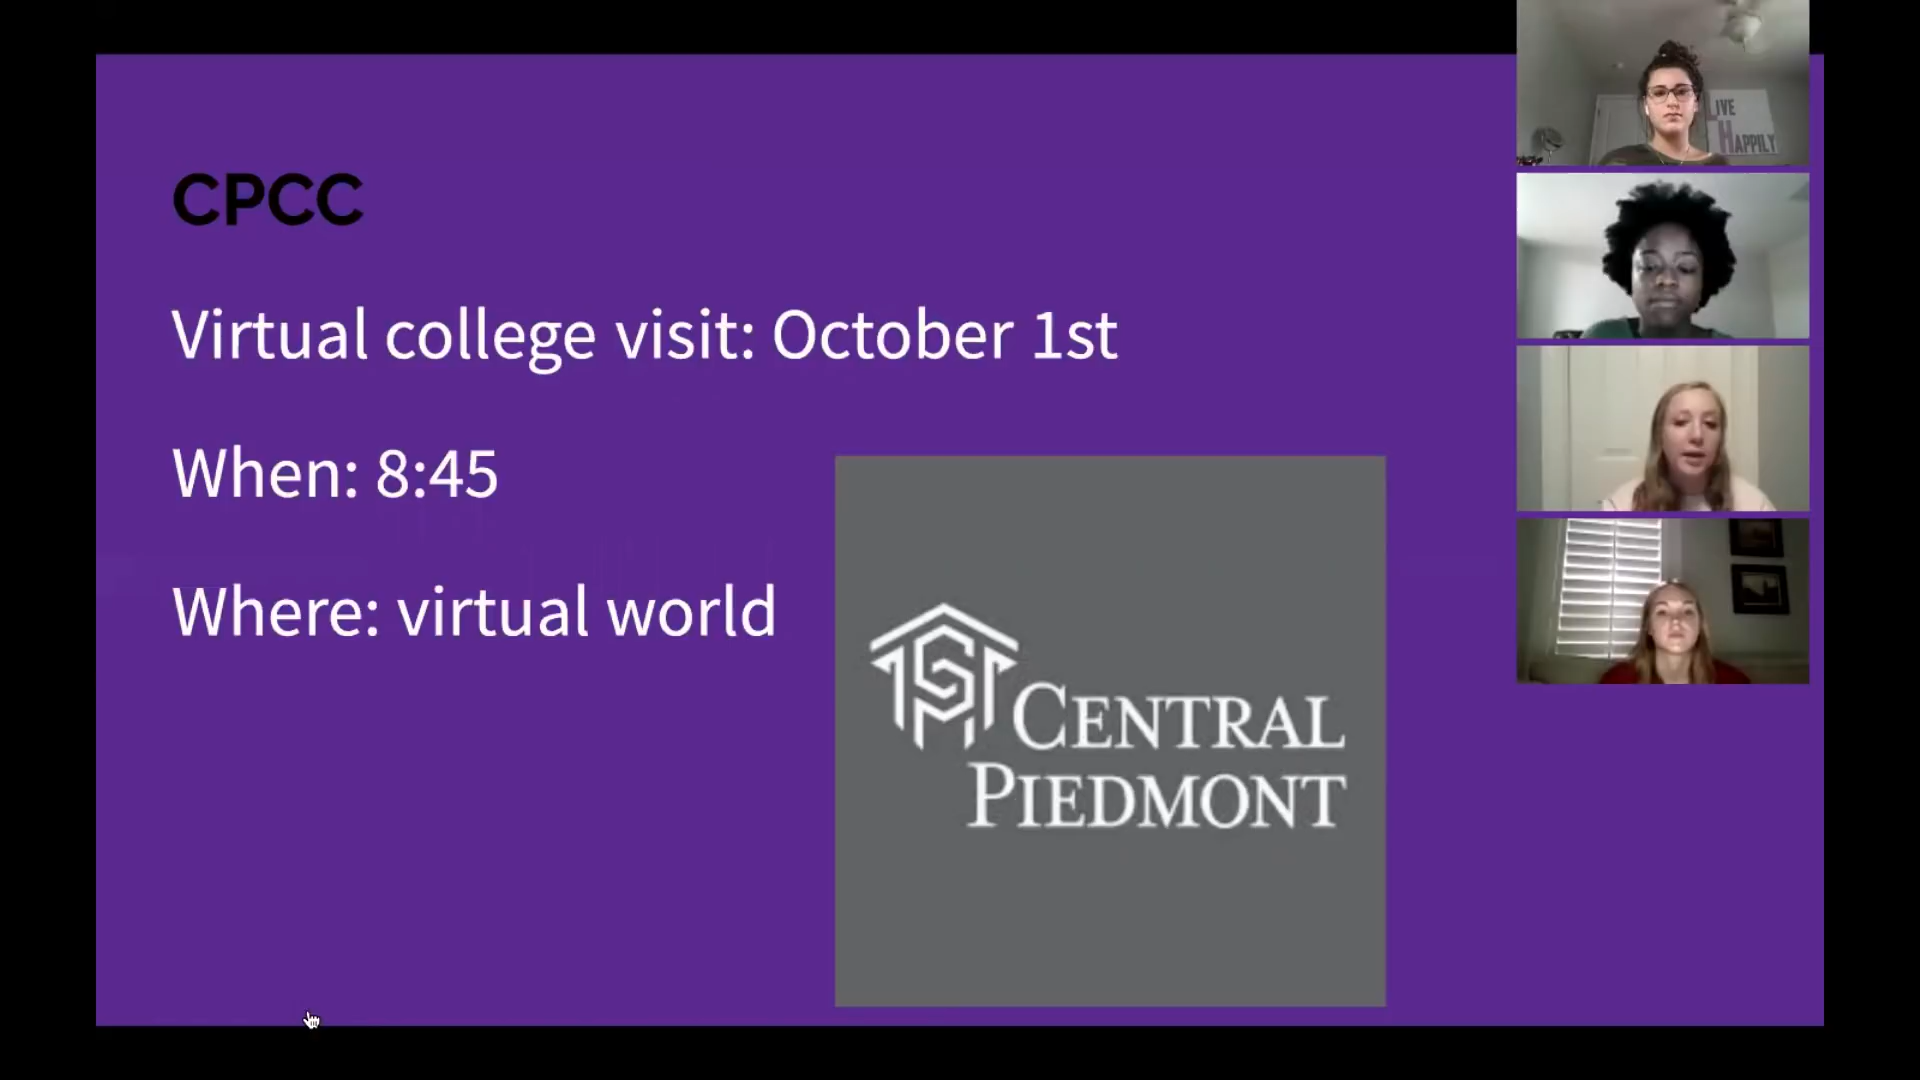 CPCC
Virtual college visit: October 1st
When: 8:45
Where: virtual world
CENTRAL
PIEDMONT
LIVE
HAPPILY